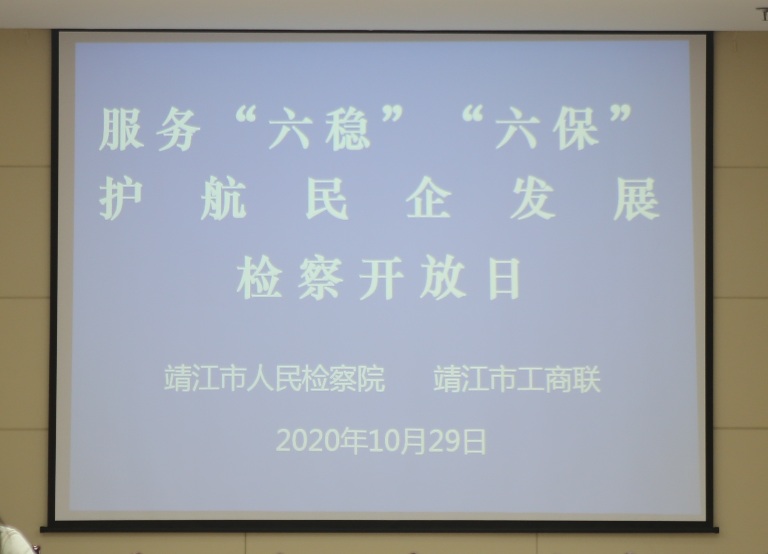 服务“六稳”“六保”
护航民企发展
检察开放日
靖江市人民检察院 靖江市工商联
2020年10月29日